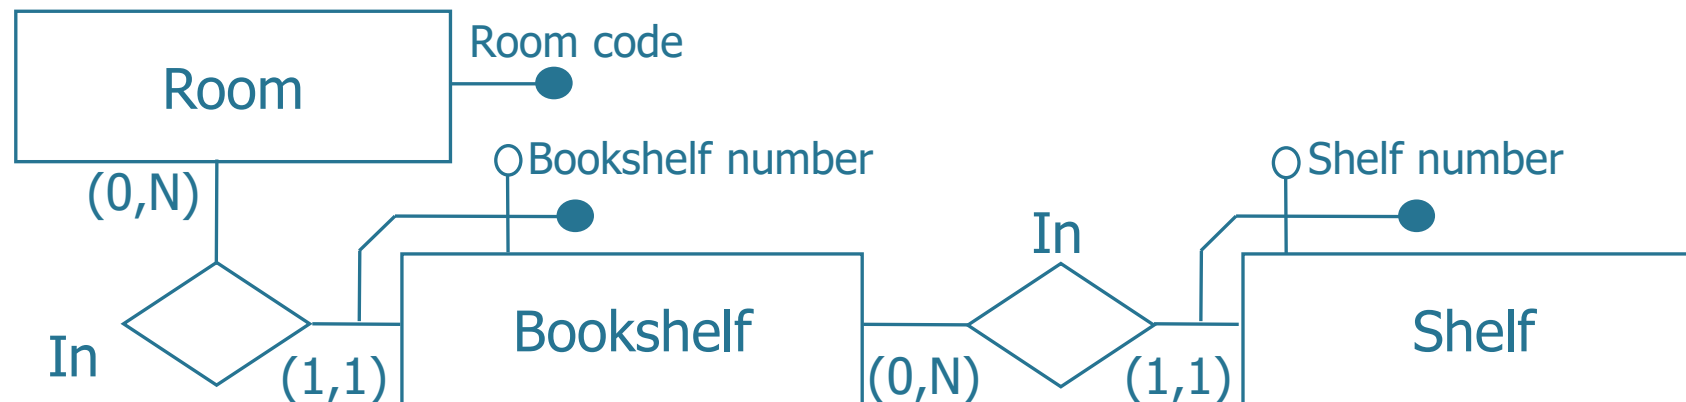 Room code
Room
Bookshelf number
Shelf number
(0,N)
In
Bookshelf
Shelf
In
(1,1)
(0,N)
(1,1)